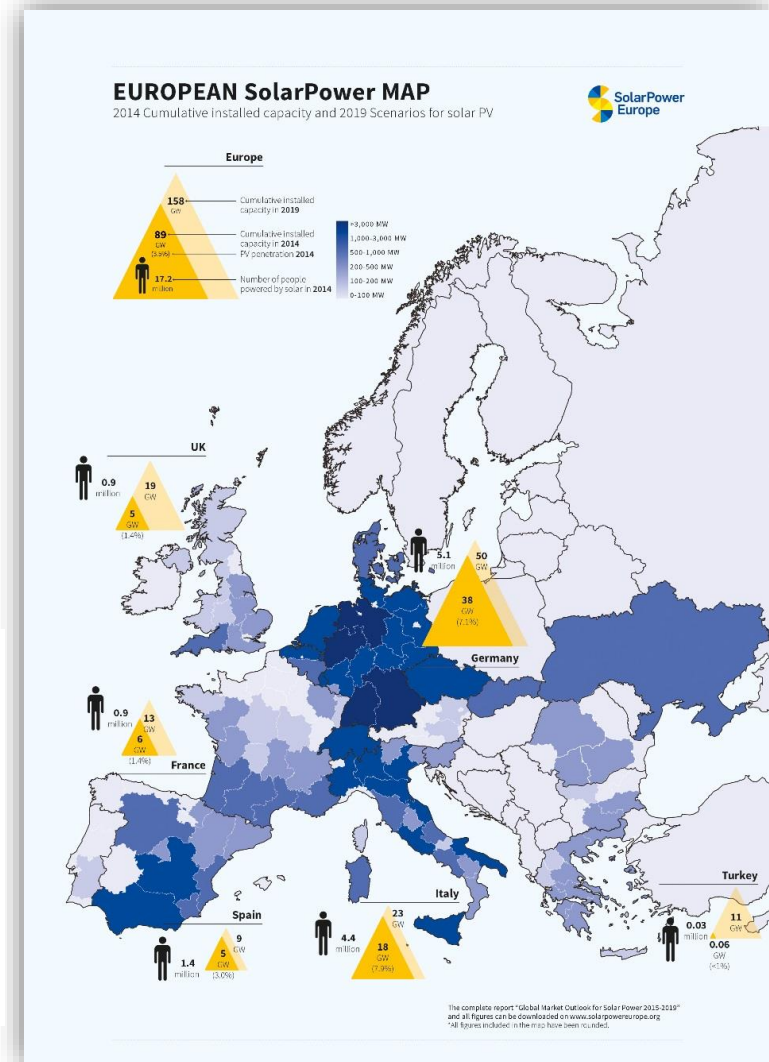 EUROPEAN SolarPower MAP
2014 Cumulative installed capacity and 2019 Scenarios for solar PV
SolarPower
Europe
Europe
158
GW
Cumulative installed
capacity in 2019
89
GW
(3.5%)
Cumulative installed
capacity in 2014
PV penetration 2014
17.2
million
Number of people
powered by solar in 2014
>3,000 MW
1,000-3,000 MW
500-1,000 MW
200-500 MW
100-200 MW
0-100 MW
UK
0.9
million
19
GW
5
GW
(1.4%)
5.1
million
50
GW
38
GW
(7.1%)
Germany
0.9
million
13
GW
6
GW
(1.4%)
France
Spain
1.4
million
9
GW
5
GW
(3.0%)
Italy
4.4
million
23
GW
18
GW
(7.9%)
Turkey
0.03
million
11
GW
0.06
GW
(<1%)
The complete report "Global Market Outlook for Solar Power 2015-2019"
and all figures can be downloaded on www.solarpowereurope.org
*All figures included in the map have been rounded.